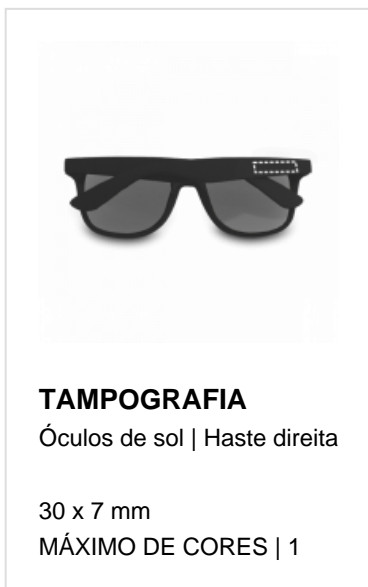 TAMPOGRAFIA
Óculos de sol | Haste direita
30 x 7 mm
MÁXIMO DE CORES | 1